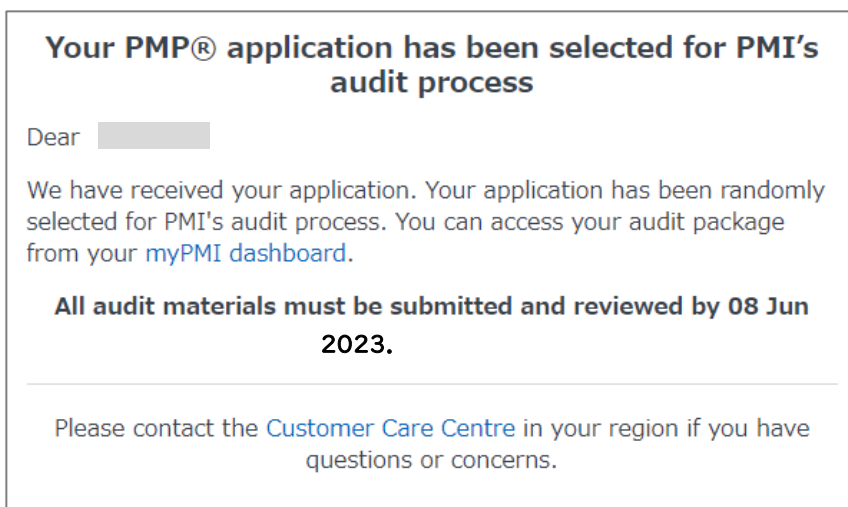 Your PMP® application has been selected for PMI’s
audit process
Dear
We have received your application. Your application has been randomly
selected for PMI's audit process. You can access your audit package
from your myPMI dashboard.
All audit materials must be submitted and reviewed by 08 Jun
2023.
Please contact the Customer Care Centre in your region if you have
questions or concerns.